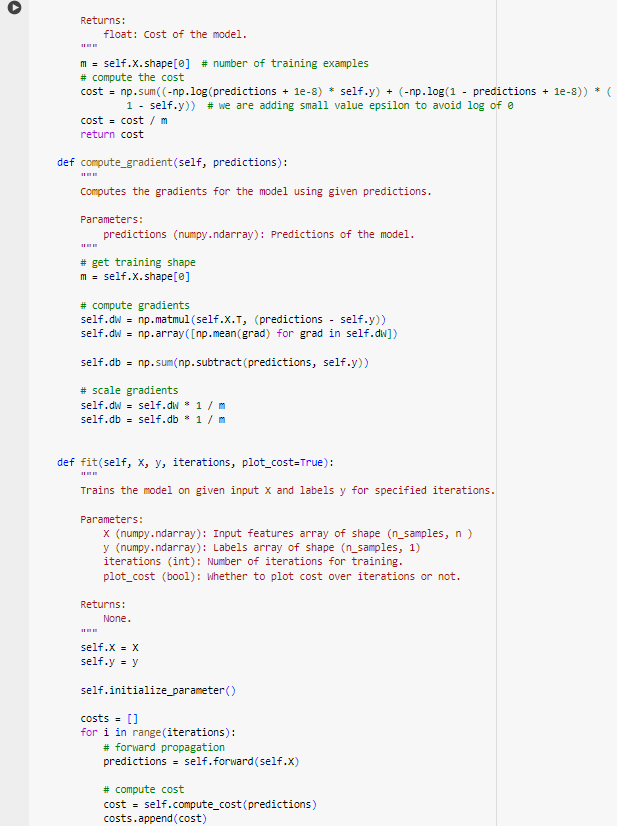 Returns:
float: Cost of the model.
"""
m = self.X.shape[0]  # number of training examples
# compute the cost
cost = np.sum((-np.log(predictions + 1e-8) * self.y) + (-np.log(1 - predictions + 1e-8)) * (
1 - self.y))  # we are adding small value epsilon to avoid log of 0
cost = cost / m
return cost
def compute_gradient(self, predictions):
"""
Computes the gradients for the model using given predictions.
Parameters:
predictions (numpy.ndarray): Predictions of the model.
"""
# get training shape
m = self.X.shape[0]
# compute gradients
self.dW = np.matmul(self.X.T, (predictions - self.y))
self.dW = np.array([np.mean(grad) for grad in self.dW])
self.db = np.sum(np.subtract(predictions, self.y))
# scale gradients
self.dW = self.dW * 1 / m
self.db = self.db * 1 / m
def fit(self, X, y, iterations, plot_cost=True):
"""
Trains the model on given input X and labels y for specified iterations.
Parameters:
X (numpy.ndarray): Input features array of shape (n_samples, n )
y (numpy.ndarray): Labels array of shape (n_samples, 1)
iterations (int): Number of iterations for training.
plot_cost (bool): Whether to plot cost over iterations or not.
Returns:
None.
"""
self.X = X
self.y = y
self.initialize_parameter()
costs = []
for i in range(iterations):
# forward propagation
predictions = self.forward(self.X)
# compute cost
cost = self.compute_cost(predictions)
costs.append(cost)